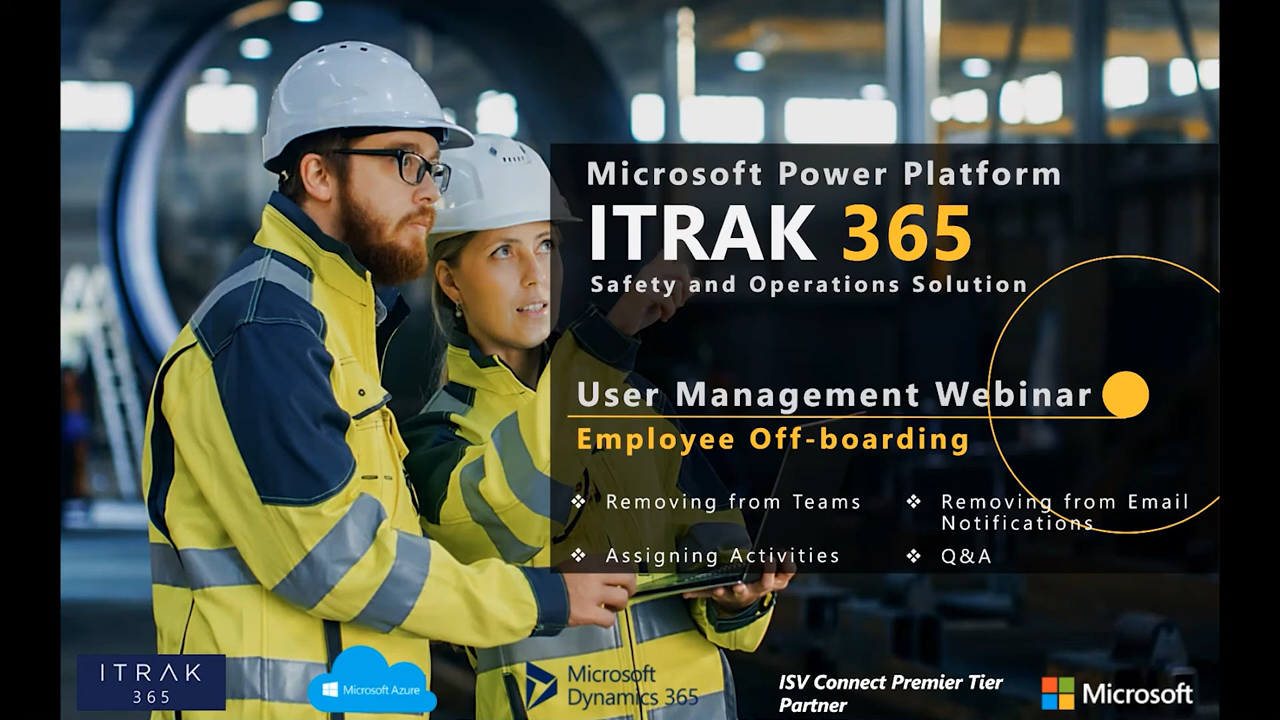 Microsoft Power Platform
ITRAK 365
Safety and Operations Solution
User Management Webinar
Employee Off-boarding
❖ Removing from Teams
❖ Assigning Activities
❖ Removing from Email
Notifications
❖ Q&A
ITRAK
365
Microsoft Azure
Microsoft
Dynamics 365
ISV Connect Premier Tier
Partner
Microsoft